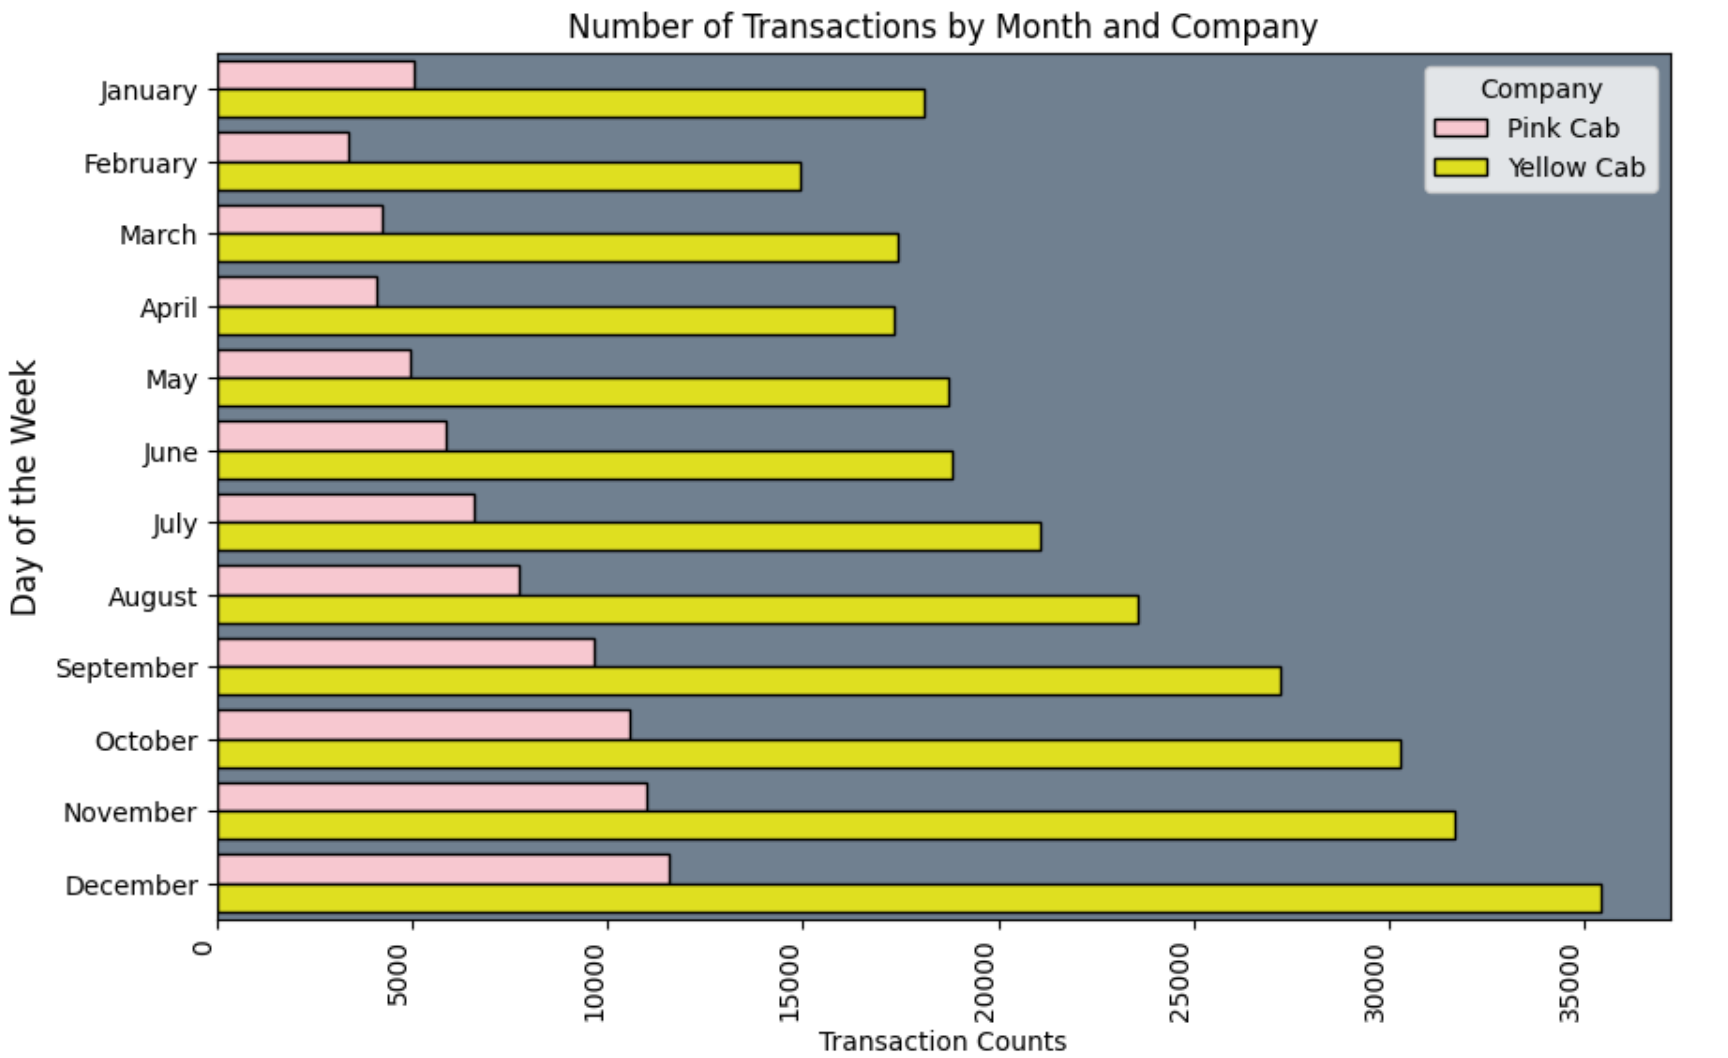 Number of Transactions by Month and Company
Company
Pink Cab
Yellow Cab
Day of the Week
January
February
March
April
May
June
July
August
September
October
November
December
0
5000
10000
15000
20000
25000
30000
35000
Transaction Counts